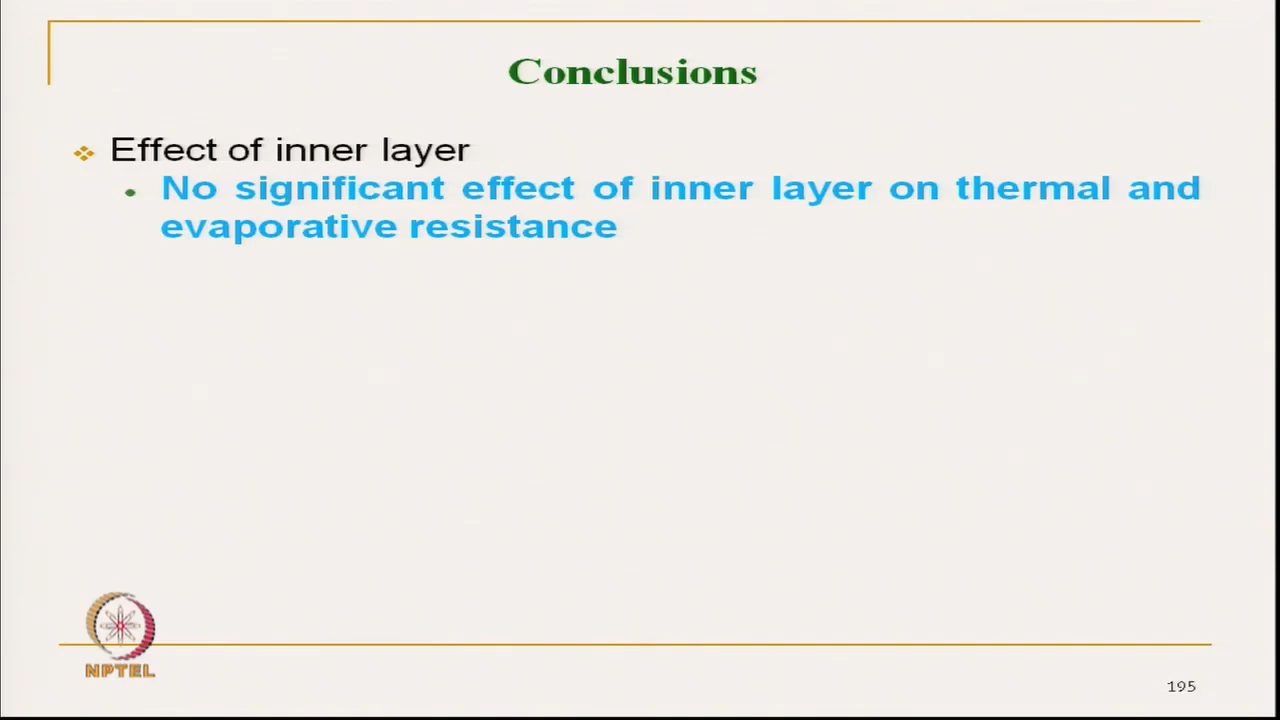 Conclusions
Effect of inner layer
No significant effect of inner layer on thermal and
evaporative resistance
NPTEL
195